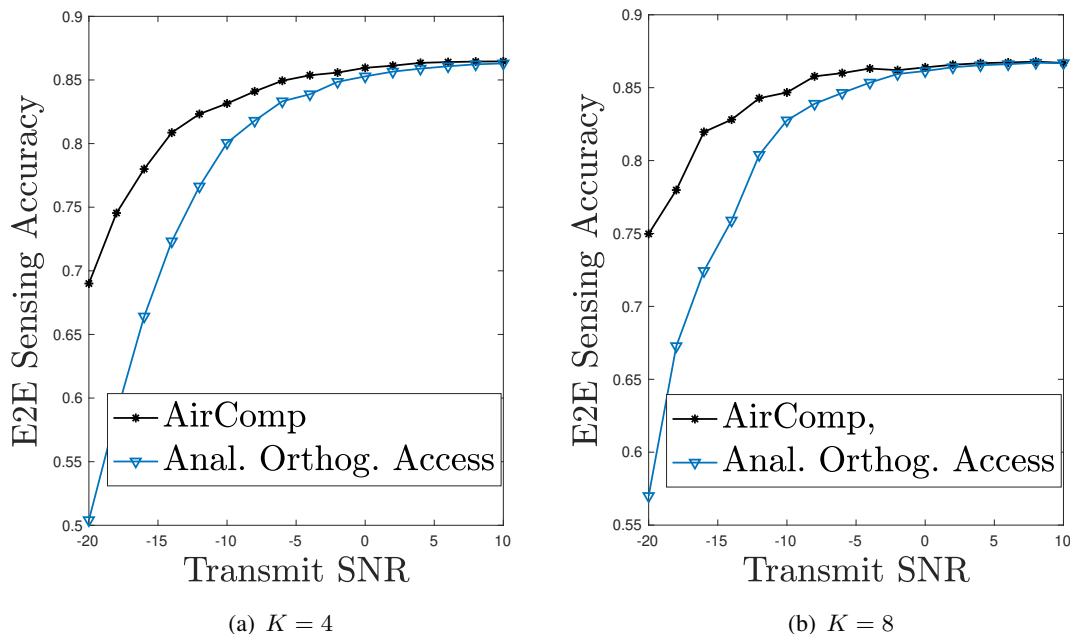 0.9
0.85
0.8
0.75
0.7
0.65
0.6
0.55
0.5
E2E Sensing Accuracy
AirComp
Anal. Orthog. Access
-20 -15 -10 -5 0 5 10
Transmit SNR
(a) K = 4
0.9
0.85
0.8
0.75
0.7
0.65
0.6
0.55
E2E Sensing Accuracy
AirComp,
Anal. Orthog. Access
-20 -15 -10 -5 0 5 10
Transmit SNR
(b) K = 8